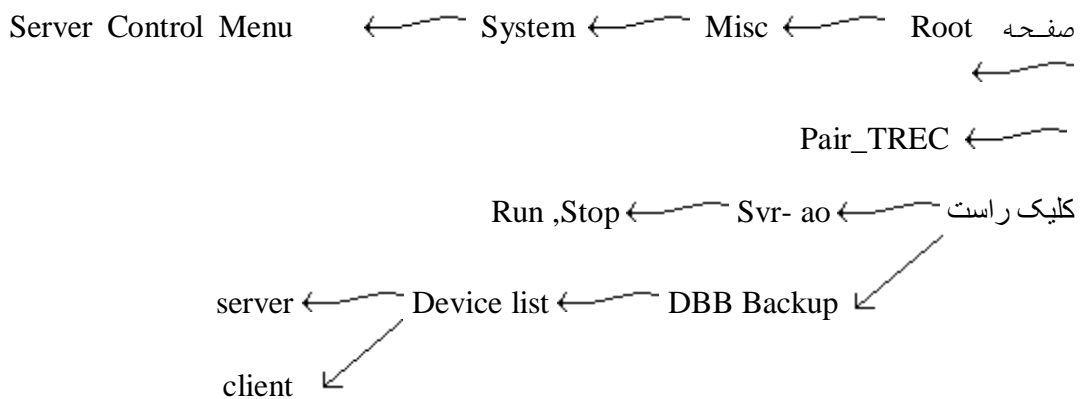 صفحه Root Misc System Server Control Menu
Pair_TREC
کلیک راست Svr- ao Run ,Stop
DBB Backup Device list server
client